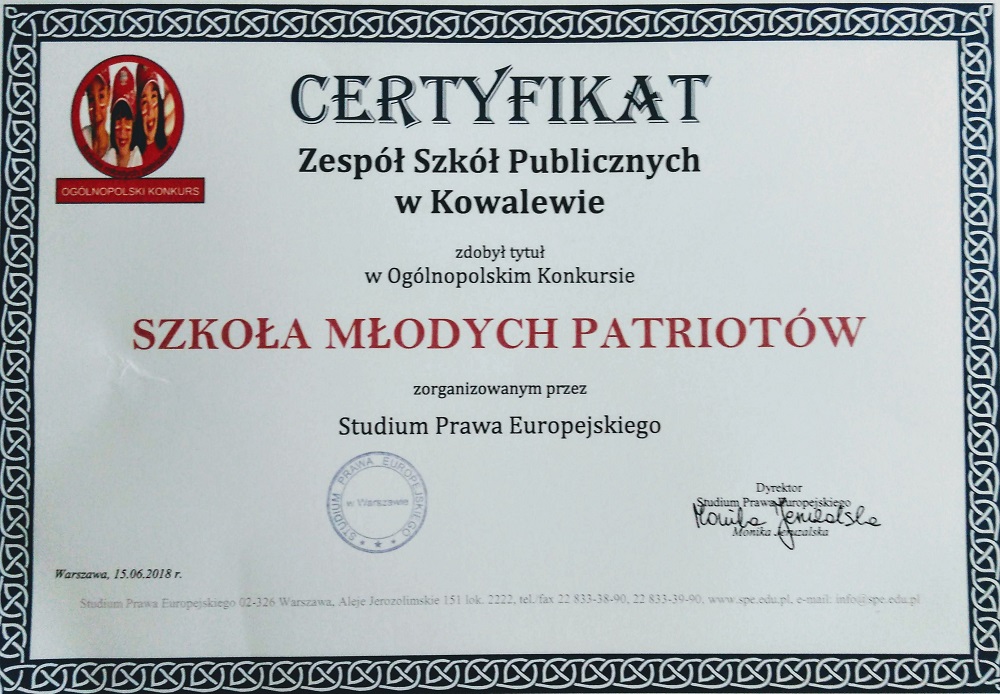 CERTYFIKAT
OGÓLNOPOLSKI KONKURS
Zespół Szkół Publicznych
w Kowalewie
zdobył tytuł
w Ogólnopolskim Konkursie
SZKOŁA MŁODYCH PATRIOTÓW
zorganizowanym przez
Studium Prawa Europejskiego
STUDIUM PRAWA EUROPEJSKIEGO
w Warszawie
Dyrektor
Studium Prawa Europejskiego
Monika Jeruzalska
Monika Jeruzalska
Warszawa, 15.06.2018 r.
Studium Prawa Europejskiego 02-326 Warszawa, Aleje Jerozolimskie 151 lok. 2222, tel./fax 22 833-38-90, 22 833-39-90, www.spe.edu.pl, e-mail: info@spe.edu.pl